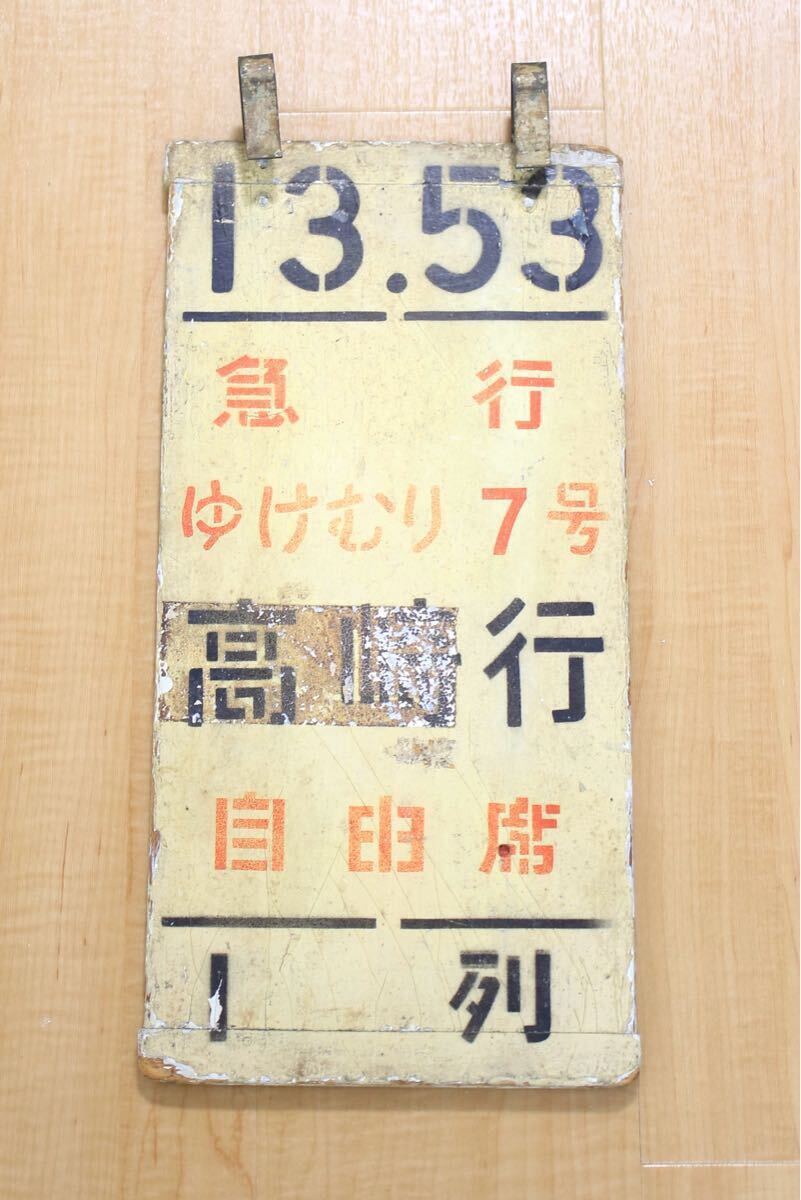 13.53
急行
ゆけむり7号
高崎行
自由席
1列